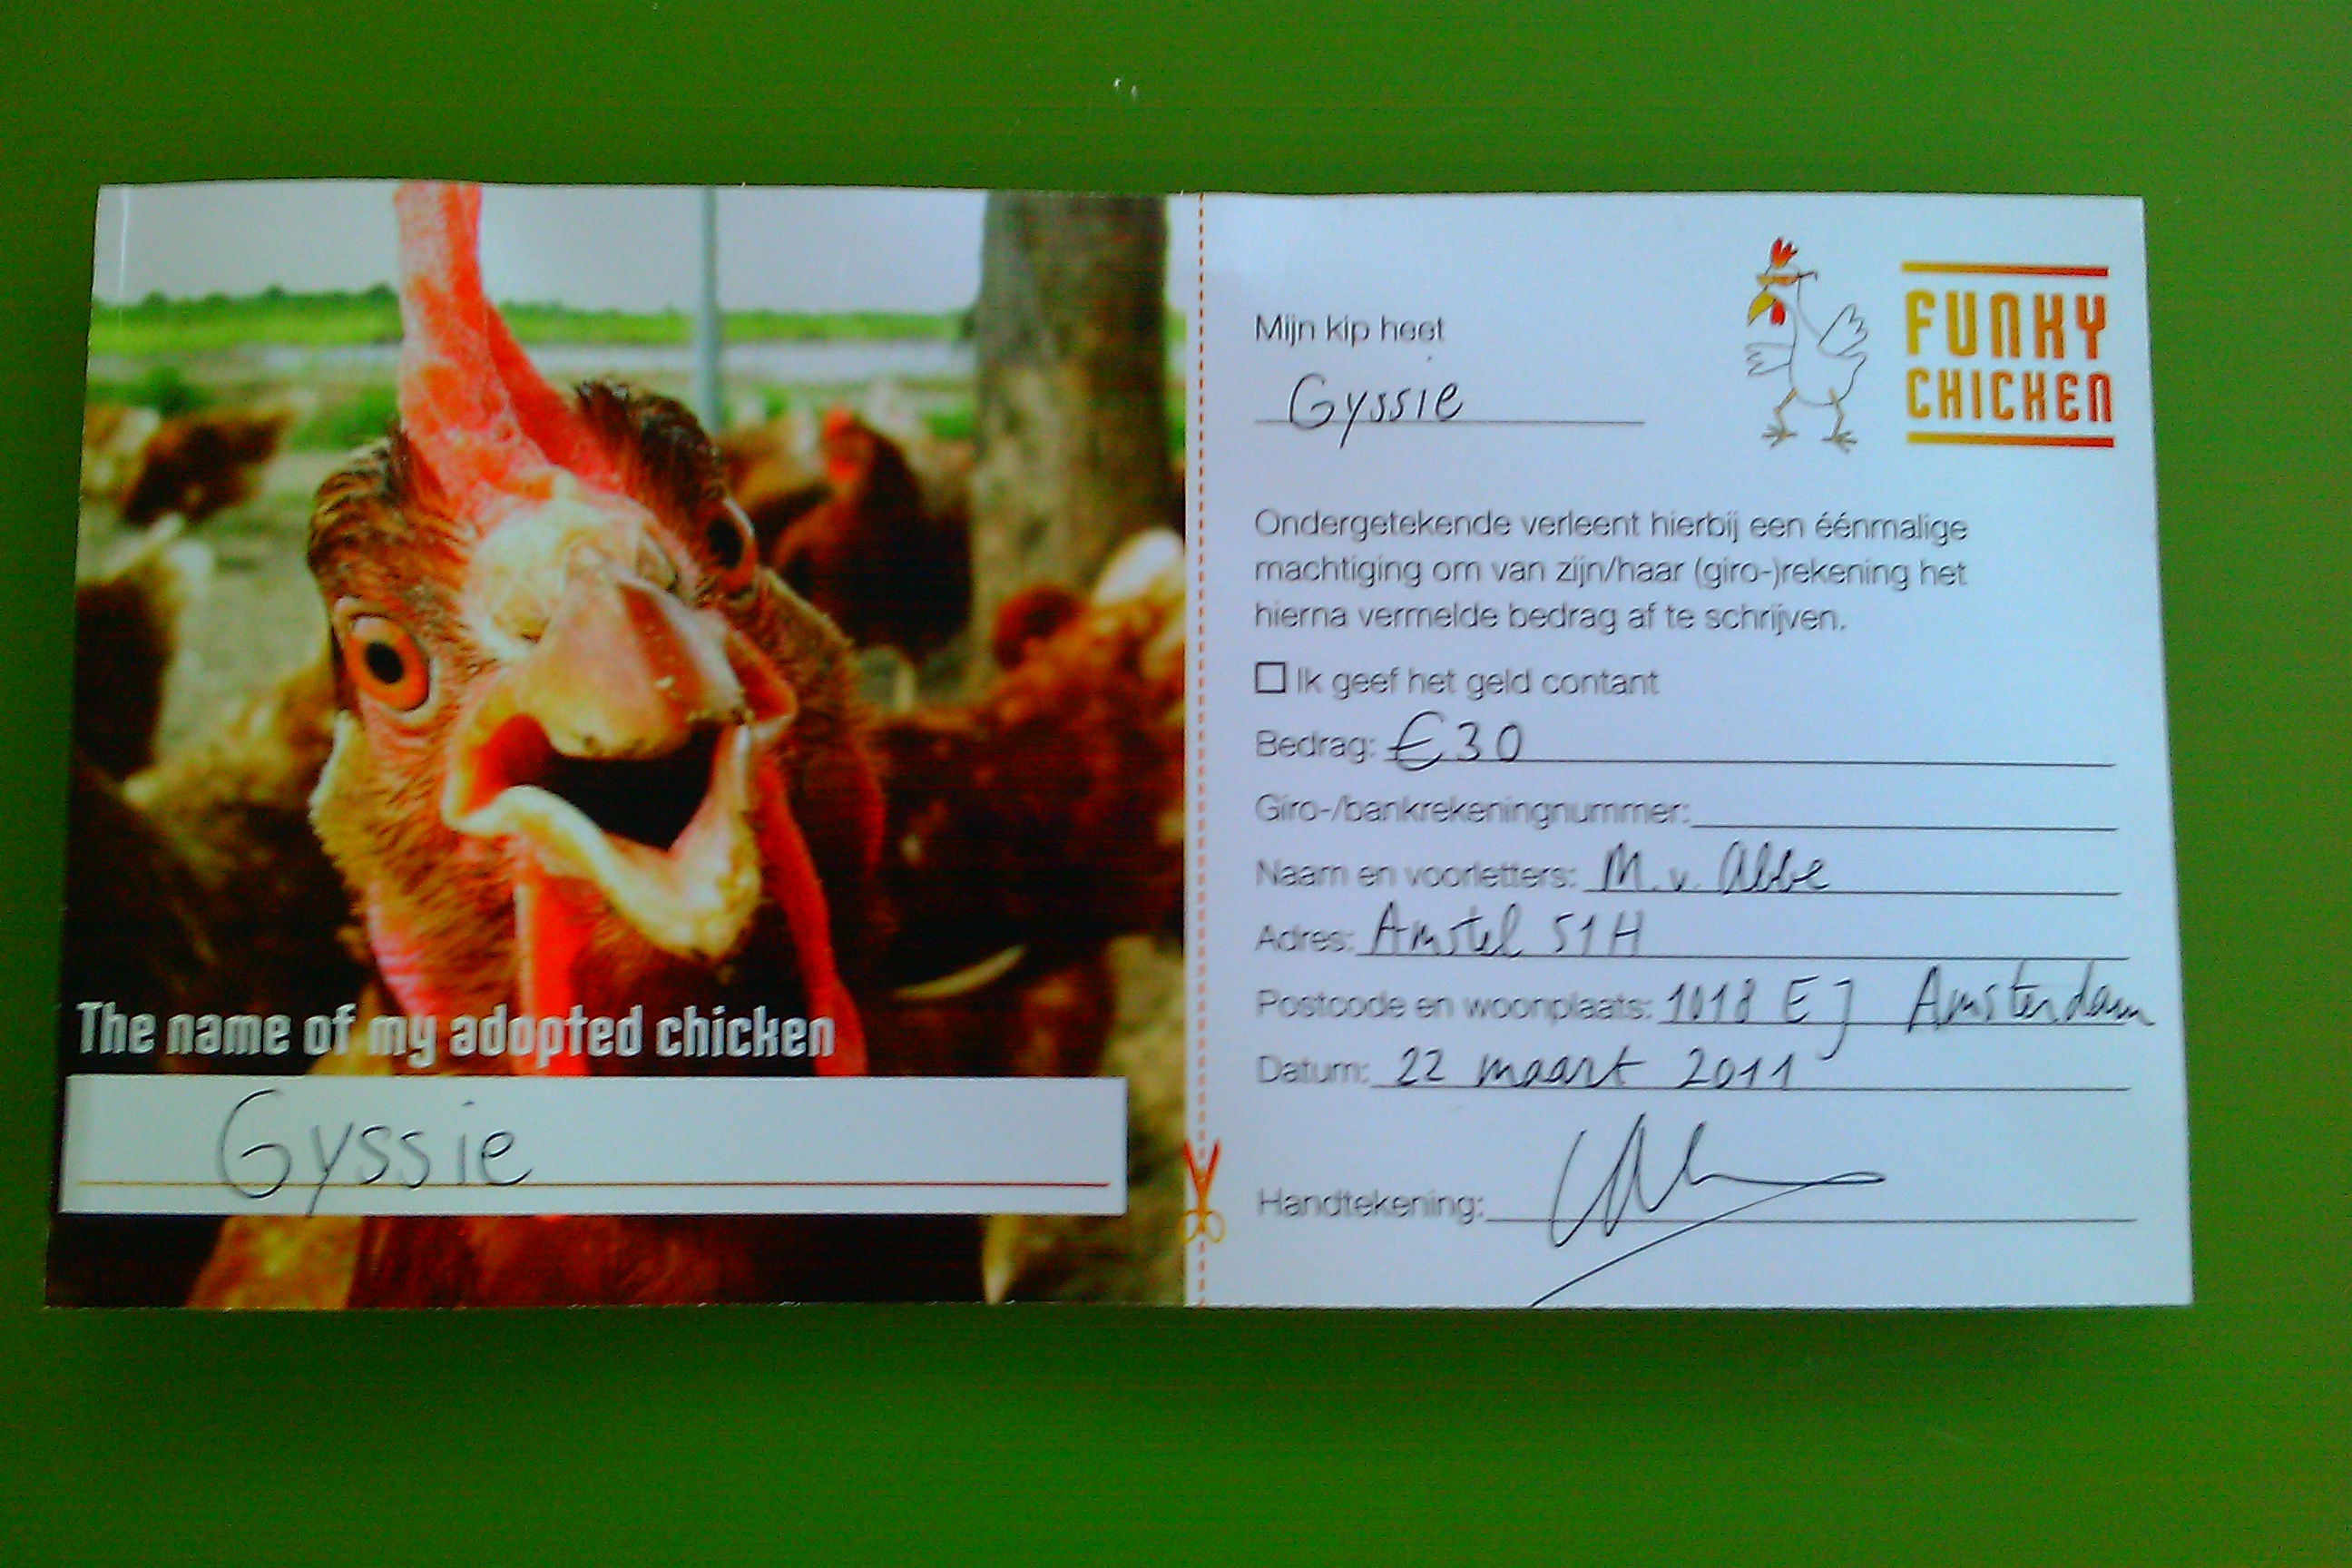 The name of my adopted chicken
Gyssie
FUNKY
CHICKEN
Mijn kip heet
Gyssie
Ondergetekende verleent hierbij een éénmalige
machtiging om van zijn/haar (giro-)rekening het
hierna vermelde bedrag af te schrijven.
Ik geef het geld contant
Bedrag: €30
Giro-/bankrekeningnummer:
Naam en voorletters: M. v. Abbe
Adres: Amstel 51H
Postcode en woonplaats: 1018 EJ Amsterdam
Datum: 22 maart 2011
Handtekening: